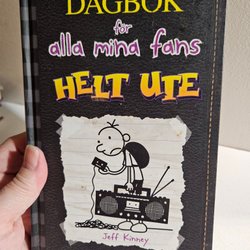 DAGBOK
för
alla mina fans
HELT UTE
Jeff Kinney